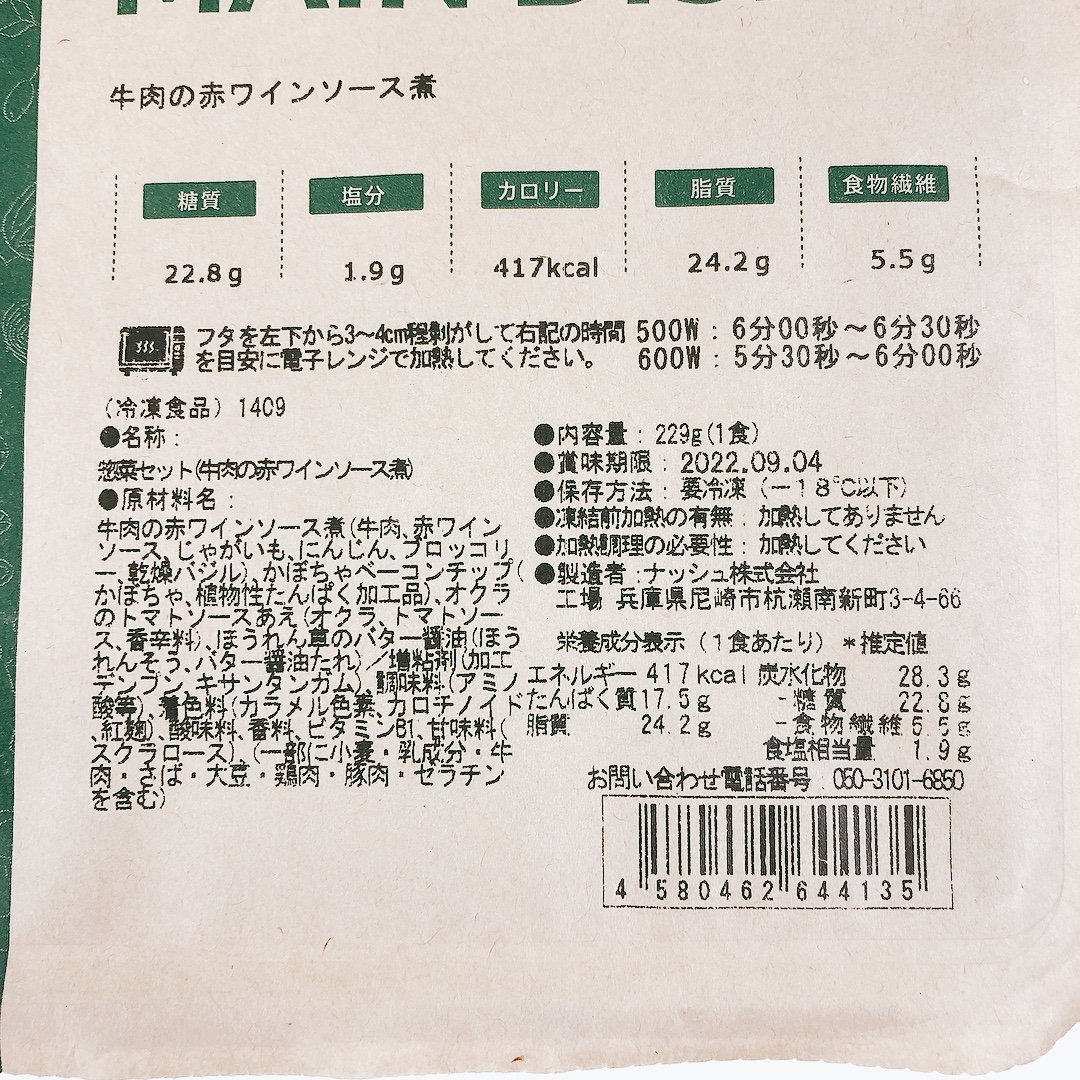 牛肉の赤ワインソース煮
糖質 塩分 カロリー 脂質 食物繊維
22.8g 1.9g 417kcal 24.2g 5.5g
フタを左下から3〜4cm程剝がして右記の時間
を目安に電子レンジで加熱してください。
500W：6分00秒〜6分30秒
600W：5分30秒〜6分00秒
(冷凍食品) 1409
●名称：
惣菜セット(牛肉の赤ワインソース煮)
●原材料名：
牛肉の赤ワインソース煮(牛肉、赤ワイン
ソース、じゃがいも、にんじん、ブロッコリ
ー、乾燥バジル)、かぼちゃベーコンチップ(
かぼちゃ、植物性たんぱく加工品)、オクラ
のトマトソースあえ(オクラ、トマトソー
ス、香辛料)、ほうれん草のバター醤油(ほう
れんそう、バター醤油たれ)／増粘剤(加工
デンプン、キサンタンガム)、調味料(アミノ
酸等)、着色料(カラメル色素、カロチノイド
、紅麹)、酸味料、香料、ビタミンB1、甘味料(
スクラロース)、(一部に小麦・乳成分・牛
肉・さば・大豆・鶏肉・豚肉・ゼラチン
を含む)
●内容量：229g(1食)
●賞味期限：2022.09.04
●保存方法：要冷凍(－18℃以下)
●凍結前加熱の有無：加熱してありません
●加熱調理の必要性：加熱してください
●製造者：ナッシュ株式会社
工場 兵庫県尼崎市杭瀬南新町3-4-66
栄養成分表示(1食あたり)＊推定値
エネルギー 417kcal 炭水化物 28.3g
たんぱく質 17.5g -糖質 22.8g
脂質 24.2g -食物繊維 5.5g
食塩相当量 1.9g
お問い合わせ電話番号：050-3101-6850
4 580462 644135